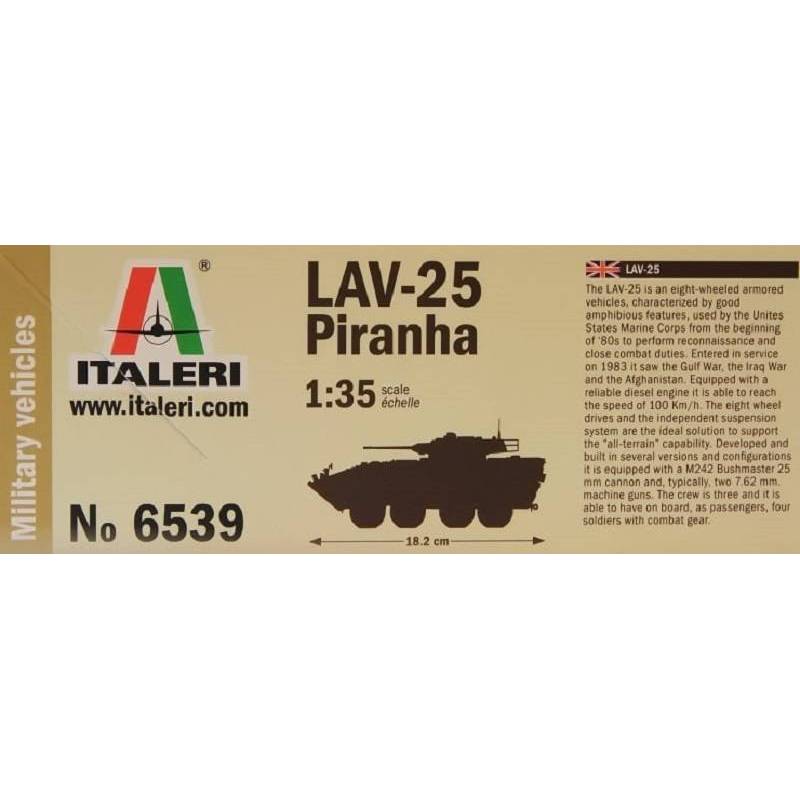 Military vehicles
®
ITALERI
www.italeri.com
No 6539
LAV-25
Piranha
1:35 scale
échelle
18.2 cm
LAV-25
The LAV-25 is an eight-wheeled armored
vehicles, characterized by good
amphibious features, used by the Unites
States Marine Corps from the beginning
of '80s to perform reconnaissance and
close combat duties. Entered in service
on 1983 it saw the Gulf War, the Iraq War
and the Afghanistan. Equipped with a
reliable diesel engine it is able to reach
the speed of 100 Km/h. The eight wheel
drives and the independent suspension
system are the ideal solution to support
the "all-terrain" capability. Developed and
built in several versions and configurations
it is equipped with a M242 Bushmaster 25
mm cannon and, typically, two 7.62 mm.
machine guns. The crew is three and it is
able to have on board, as passengers, four
soldiers with combat gear.